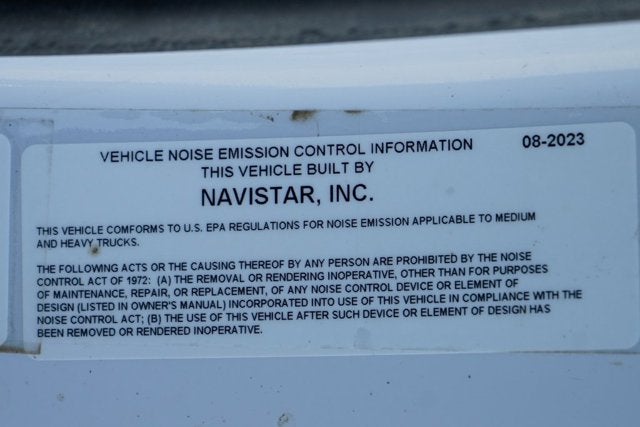 VEHICLE NOISE EMISSION CONTROL INFORMATION 08-2023
THIS VEHICLE BUILT BY
NAVISTAR, INC.
THIS VEHICLE COMFORMS TO U.S. EPA REGULATIONS FOR NOISE EMISSION APPLICABLE TO MEDIUM
AND HEAVY TRUCKS.
THE FOLLOWING ACTS OR THE CAUSING THEREOF BY ANY PERSON ARE PROHIBITED BY THE NOISE
CONTROL ACT OF 1972: (A) THE REMOVAL OR RENDERING INOPERATIVE, OTHER THAN FOR PURPOSES
OF MAINTENANCE, REPAIR, OR REPLACEMENT, OF ANY NOISE CONTROL DEVICE OR ELEMENT OF
DESIGN (LISTED IN OWNER'S MANUAL) INCORPORATED INTO USE OF THIS VEHICLE IN COMPLIANCE WITH THE
NOISE CONTROL ACT; (B) THE USE OF THIS VEHICLE AFTER SUCH DEVICE OR ELEMENT OF DESIGN HAS
BEEN REMOVED OR RENDERED INOPERATIVE.